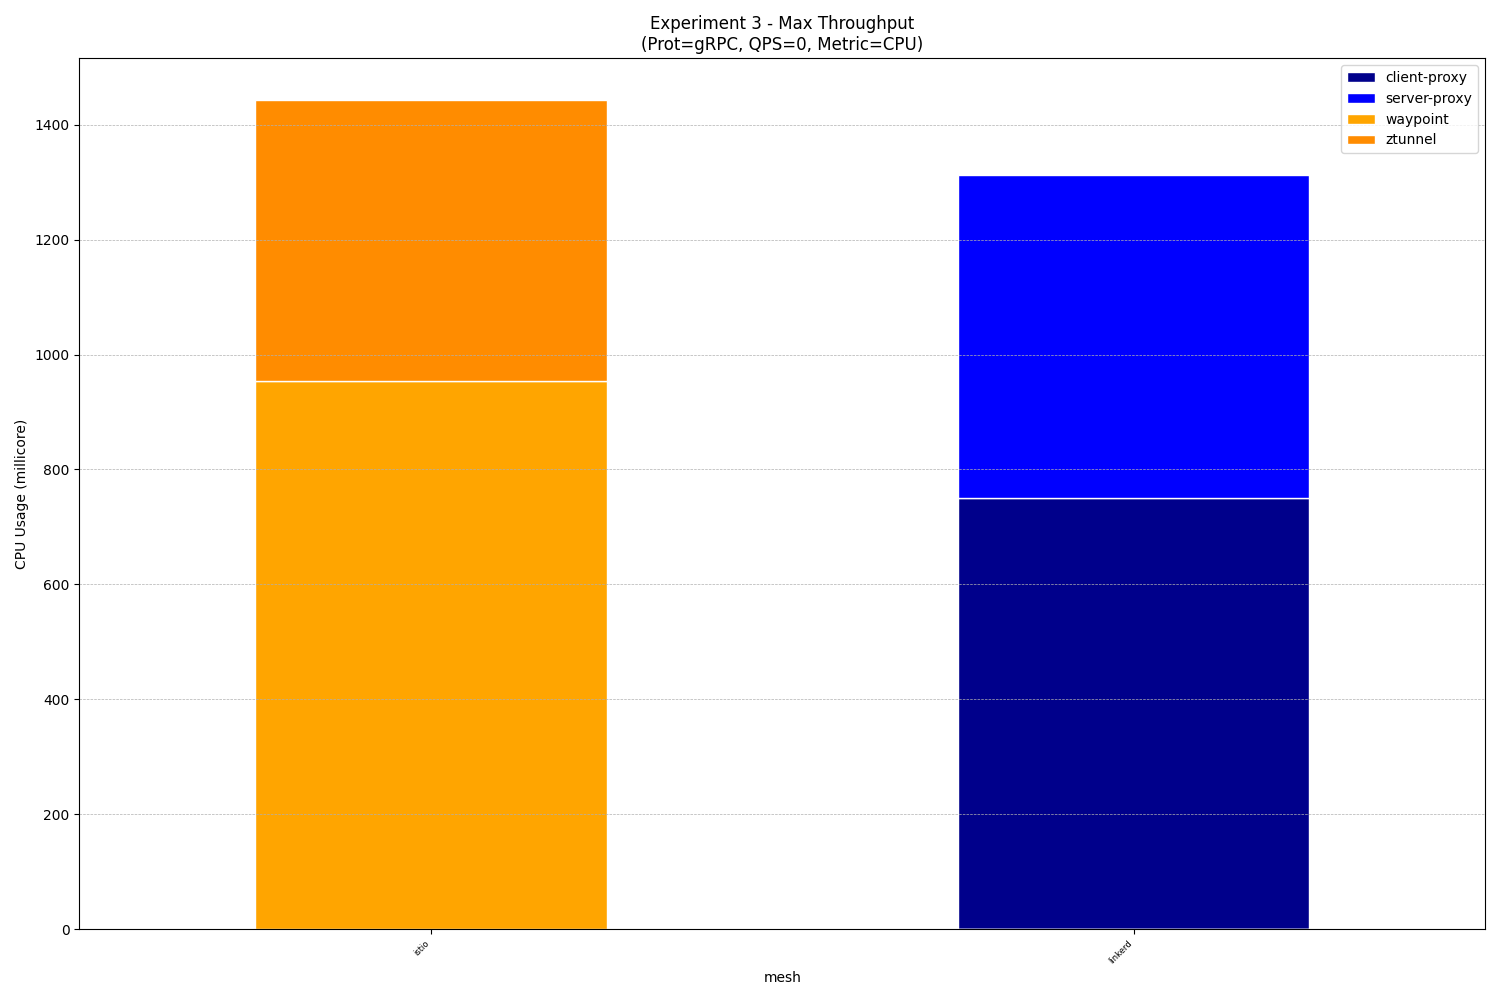 Experiment 3 - Max Throughput
(Prot=gRPC, QPS=0, Metric=CPU)
client-proxy
server-proxy
waypoint
ztunnel
CPU Usage (millicore)
1400
1200
1000
800
600
400
200
0
istio
linkerd
mesh